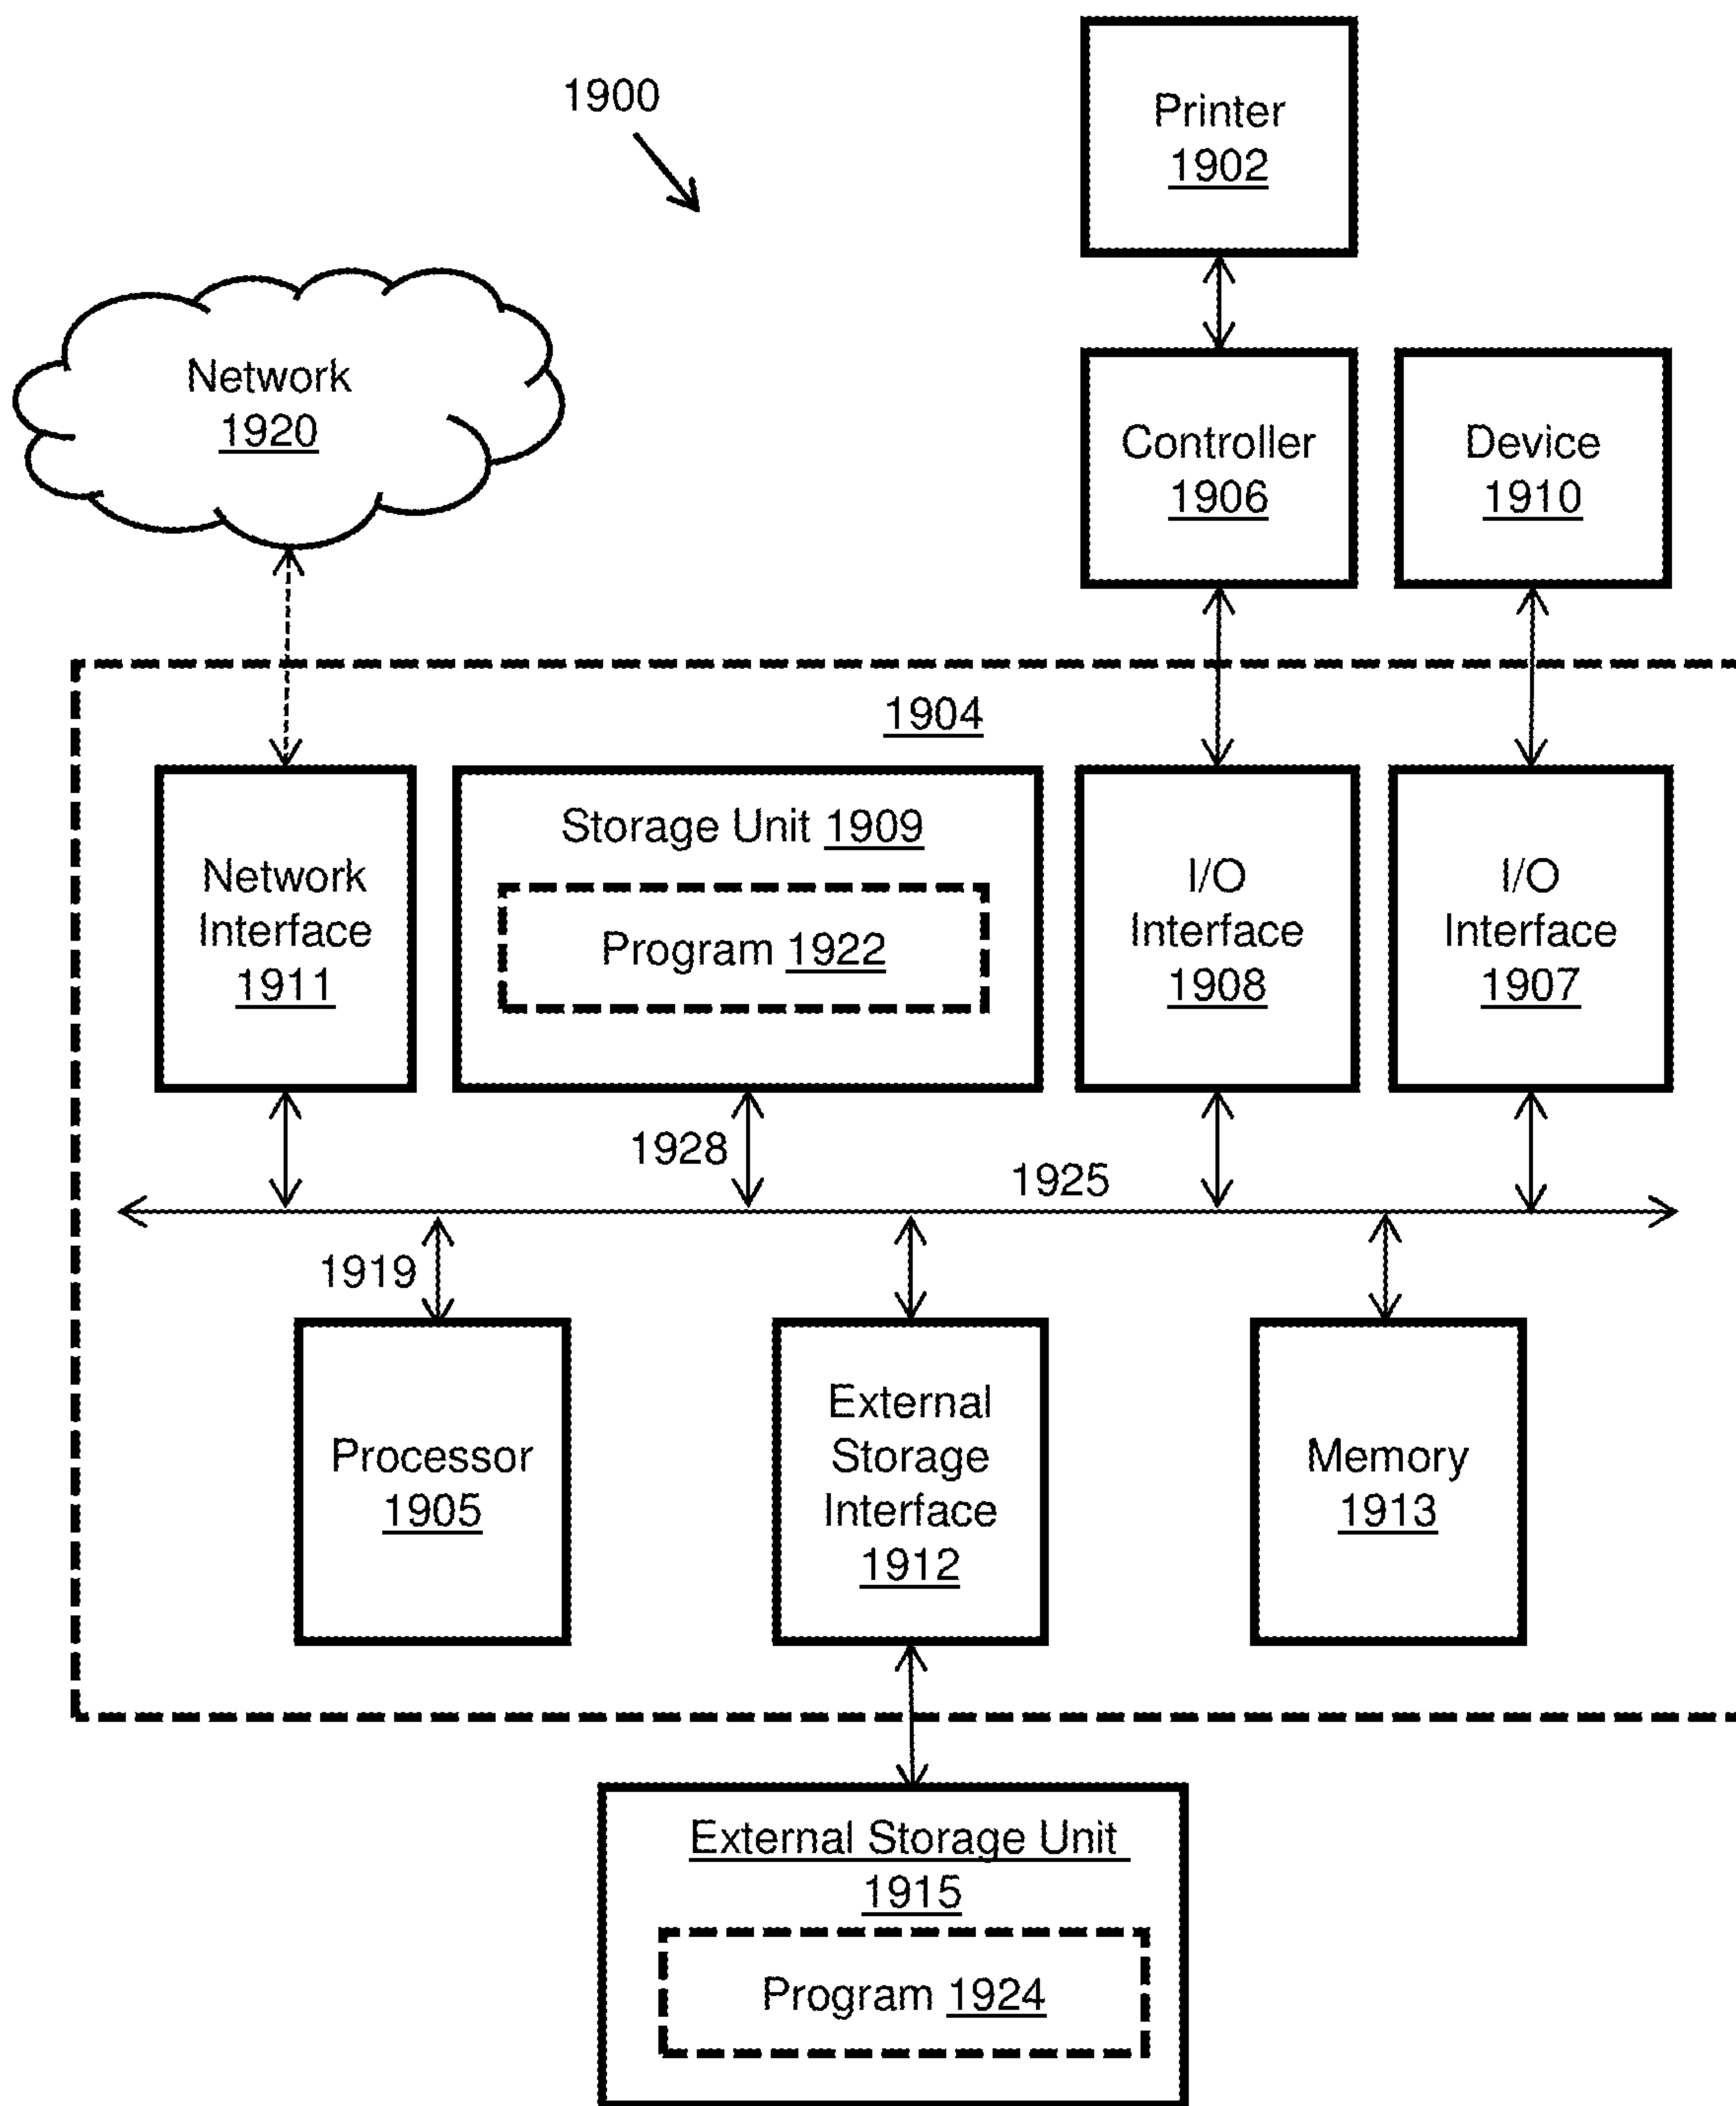 1900
Printer
1902
Network
1920
Controller
1906
Device
1910
1904
Network
Interface
1911
Storage Unit 1909
Program 1922
I/O
Interface
1908
I/O
Interface
1907
1928
1925
1919
Processor
1905
External
Storage
Interface
1912
Memory
1913
External Storage Unit
1915
Program 1924